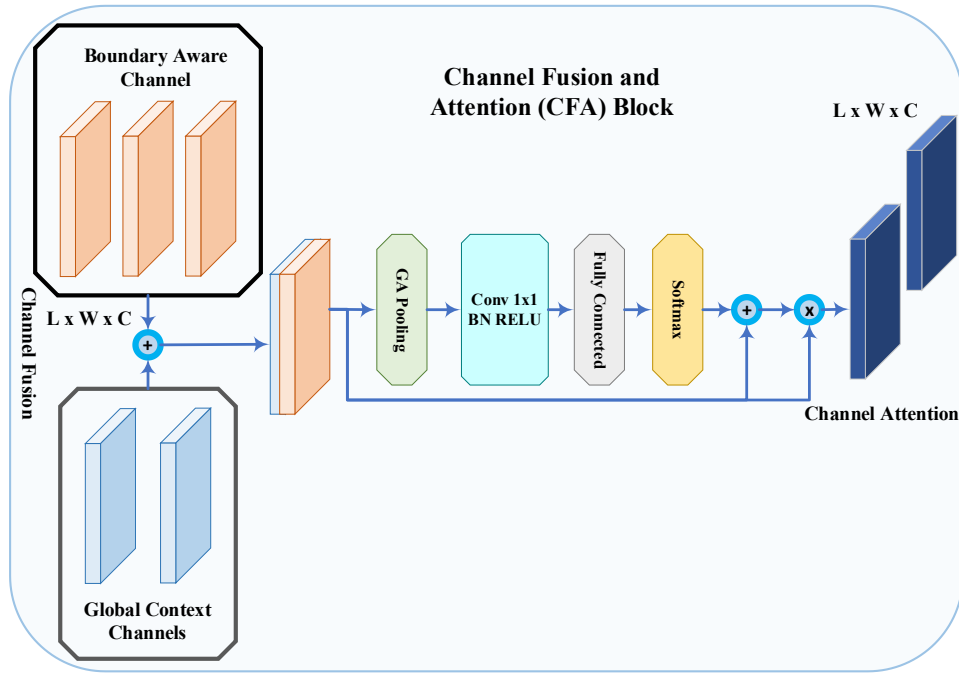 Boundary Aware
Channel
Channel Fusion and
Attention (CFA) Block
L x W x C
Channel Fusion
L x W x C
+
GA Pooling
Conv 1x1
BN RELU
Fully Connected
Softmax
+
x
Channel Attention
Global Context
Channels